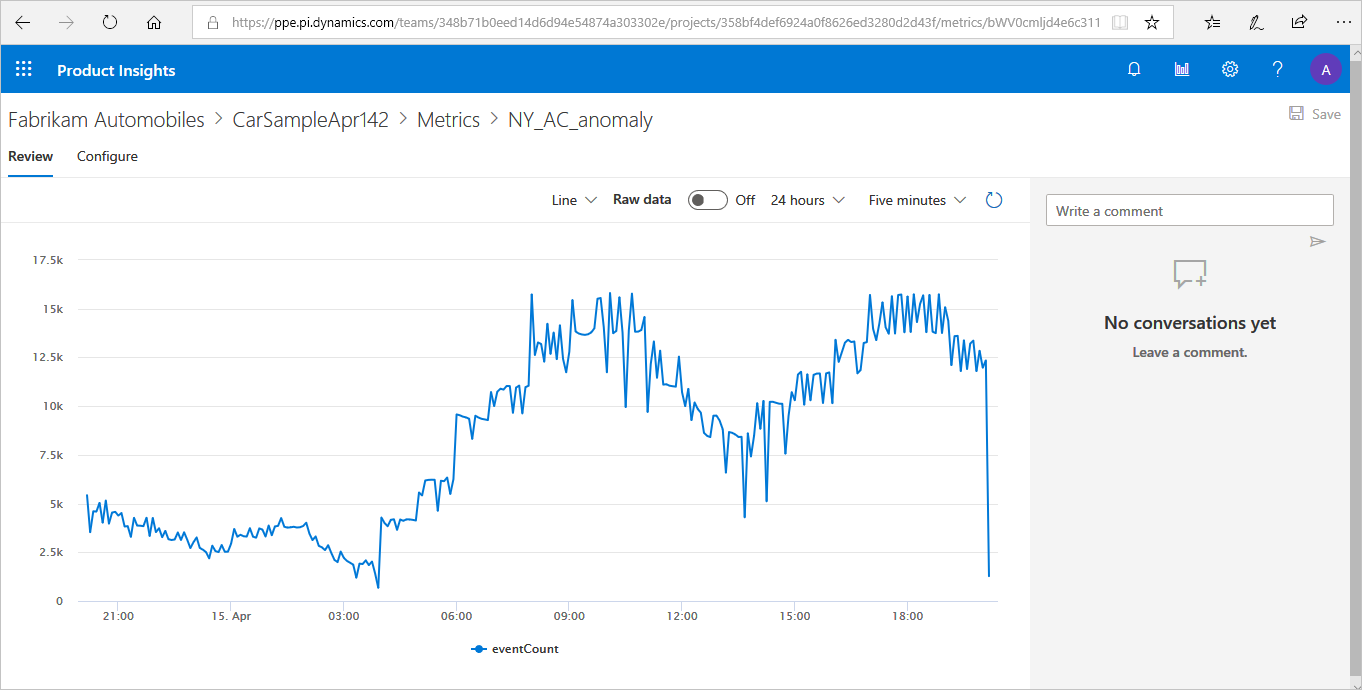 https://ppe.pi.dynamics.com/teams/348b71b0eed14d6d94e54874a303302e/projects/358bf4def6924a0f8626ed3280d2d43f/metrics/bWV0cmljd4e6c311
Product Insights
?
A
Fabrikam Automobiles > CarSampleApr142 > Metrics > NY_AC_anomaly
Save
Review Configure
Line Raw data Off 24 hours Five minutes
Write a comment
No conversations yet
Leave a comment.
17.5k
15k
12.5k
10k
7.5k
5k
2.5k
0
21:00 15. Apr 03:00 06:00 09:00 12:00 15:00 18:00
eventCount